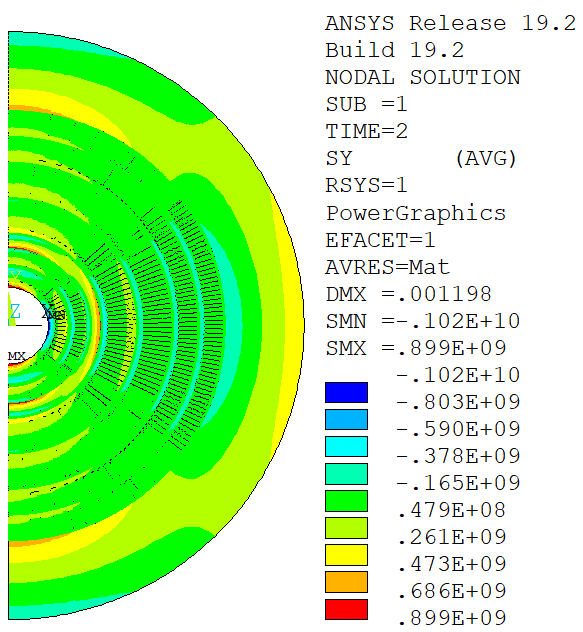 ANSYS Release 19.2
Build 19.2
NODAL SOLUTION
SUB =1
TIME=2
SY (AVG)
RSYS=1
PowerGraphics
EFACET=1
AVRES=Mat
DMX =.001198
SMN =-.102E+10
SMX =.899E+09
-.102E+10
-.803E+09
-.590E+09
-.378E+09
-.165E+09
.479E+08
.261E+09
.473E+09
.686E+09
.899E+09
Z
MX